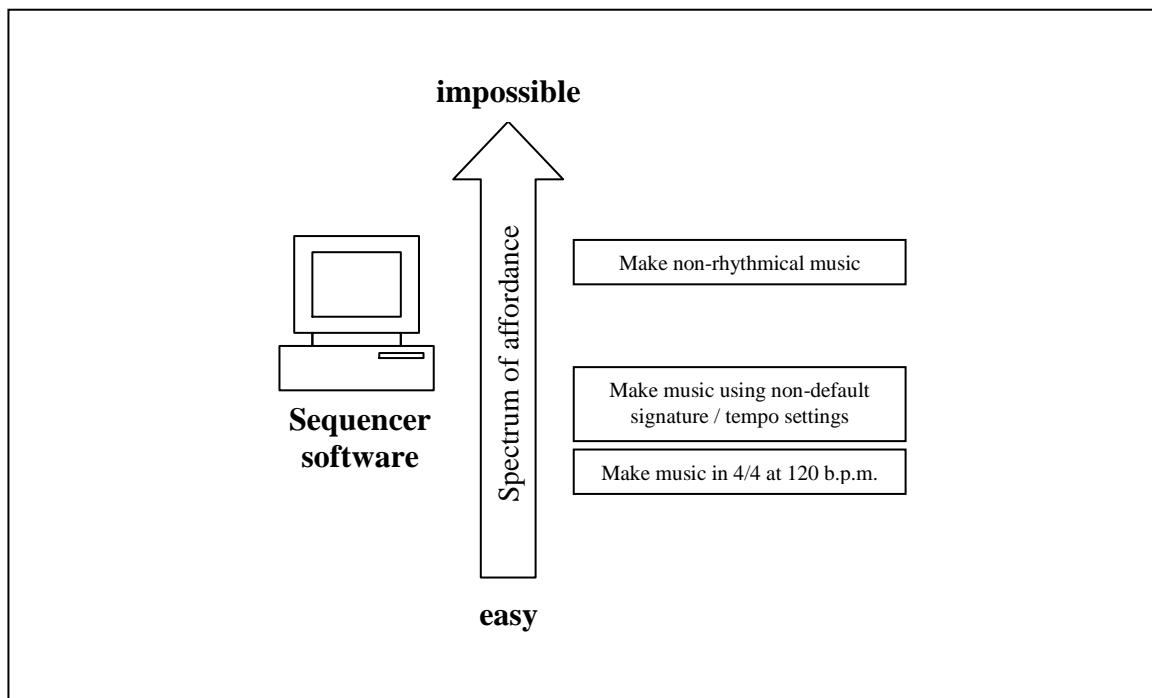 impossible
Spectrum of affordance
Make non-rhythmical music
Make music using non-default
signature / tempo settings
Make music in 4/4 at 120 b.p.m.
Sequencer
software
easy